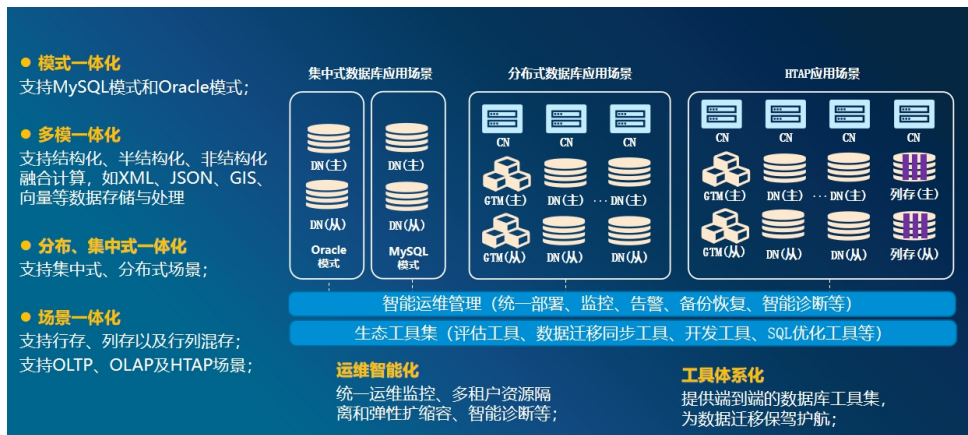 模式一体化
支持MySQL模式和Oracle模式；
多模一体化
支持结构化、半结构化、非结构化
融合计算，如XML、JSON、GIS、
向量等数据存储与处理
分布、集中式一体化
支持集中式、分布式场景；
场景一体化
支持行存、列存以及行列混存；
支持OLTP、OLAP及HTAP场景；
集中式数据库应用场景
DN(主)
DN(主)
DN(从)
DN(从)
Oracle
模式
MySQL
模式
分布式数据库应用场景
CN
CN
CN
GTM(主)
DN(主)
···
DN(主)
GTM(从)
DN(从)
DN(从)
HTAP应用场景
CN
CN
CN
CN
GTM(主)
DN(主)
···
DN(主)
列存(主)
GTM(从)
DN(从)
DN(从)
列存(从)
智能运维管理（统一部署、监控、告警、备份恢复、智能诊断等）
生态工具集（评估工具、数据迁移同步工具、开发工具、SQL优化工具等）
运维智能化
统一运维监控、多租户资源隔
离和弹性扩缩容、智能诊断等；
工具体系化
提供端到端的数据库工具集，
为数据迁移保驾护航；